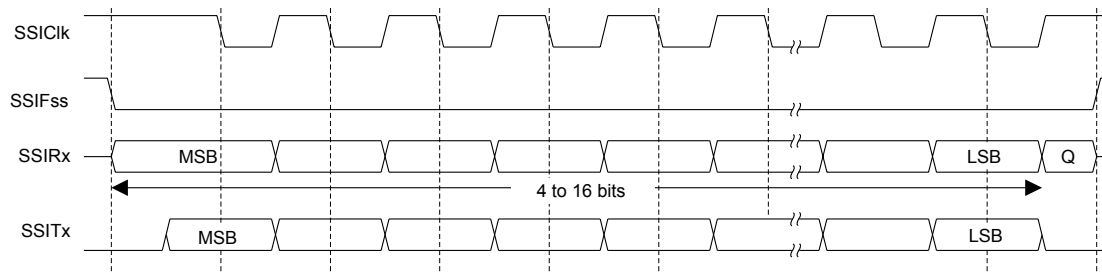 SSIClk
SSIFss
SSIRx MSB LSB Q
4 to 16 bits
SSITx MSB LSB